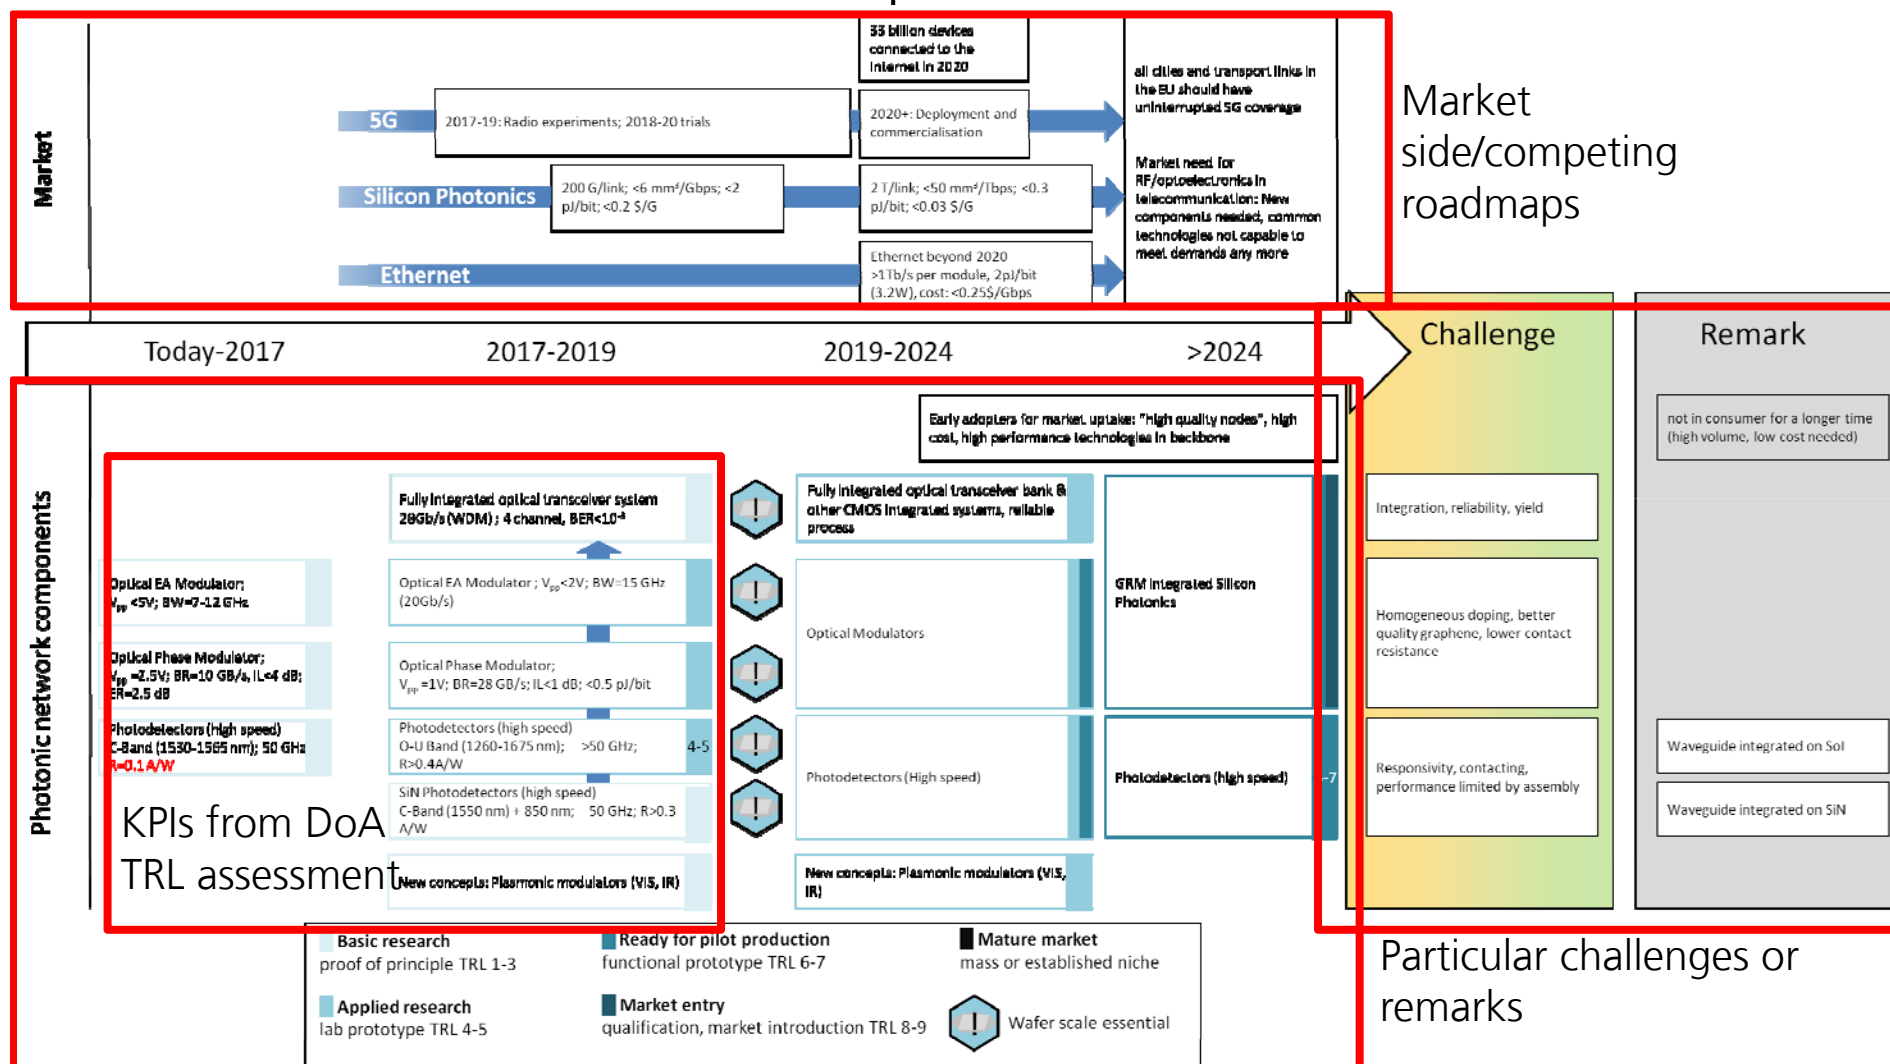 33 billion devices
connected to the
Internet in 2020
all cities and transport links in
the EU should have
uninterrupted 5G coverage
Market
5G
2017-19: Radio experiments; 2018-20 trials
2020+: Deployment and
commercialisation
Silicon Photonics
200 G/link; <6 mm²/Gbps; <2
pJ/bit; <0.2 $/G
2 T/link; <50 mm²/Tbps; <0.3
pJ/bit; <0.03 $/G
Market need for
RF/optoelectronics in
telecommunication: New
components needed, common
technologies not capable to
meet demands any more
Ethernet
Ethernet beyond 2020
>1Tb/s per module, 2pJ/bit
(3.2W), cost: <0.25$/Gbps
Market
side/competing
roadmaps
Today-2017
2017-2019
2019-2024
>2024
Challenge
Remark
Photonic network components
Early adopters for market uptake: "high quality nodes", high
cost, high performance technologies in backbone
not in consumer for a longer time
(high volume, low cost needed)
Fully integrated optical transceiver system
28Gb/s (WDM) ; 4 channel, BER<10
Fully integrated optical transceiver bank &
other CMOS integrated systems, reliable
process
Integration, reliability, yield
Optical EA Modulator;
Vpp <5V; BW=7-12 GHz
Optical EA Modulator ; Vpp<2V; BW=15 GHz
(20Gb/s)
Optical Modulators
GRM Integrated Silicon
Photonics
Homogeneous doping, better
quality graphene, lower contact
resistance
Optical Phase Modulator;
Vpp =2.5V; BR=10 GB/s, IL<4 dB;
ER=2.5 dB
Optical Phase Modulator;
Vpp =1V; BR=28 GB/s; IL<1 dB; <0.5 pJ/bit
Photodetectors (high speed)
C-Band (1530-1565 nm); 50 GHz
R=0.1 A/W
Photodetectors (high speed)
O-U Band (1260-1675 nm); >50 GHz;
R>0.4A/W
4-5
Photodetectors (High speed)
Photodetectors (high speed)
-7
Responsivity, contacting,
performance limited by assembly
Waveguide integrated on SoI
SiN Photodetectors (high speed)
C-Band (1550 nm) + 850 nm; 50 GHz; R>0.3
A/W
Waveguide integrated on SiN
KPIs from DoA
TRL assessment
New concepts: Plasmonic modulators (VIS, IR)
New concepts: Plasmonic modulators (VIS,
IR)
Basic research
proof of principle TRL 1-3
Ready for pilot production
functional prototype TRL 6-7
Mature market
mass or established niche
Applied research
lab prototype TRL 4-5
Market entry
qualification, market introduction TRL 8-9
Wafer scale essential
Particular challenges or
remarks